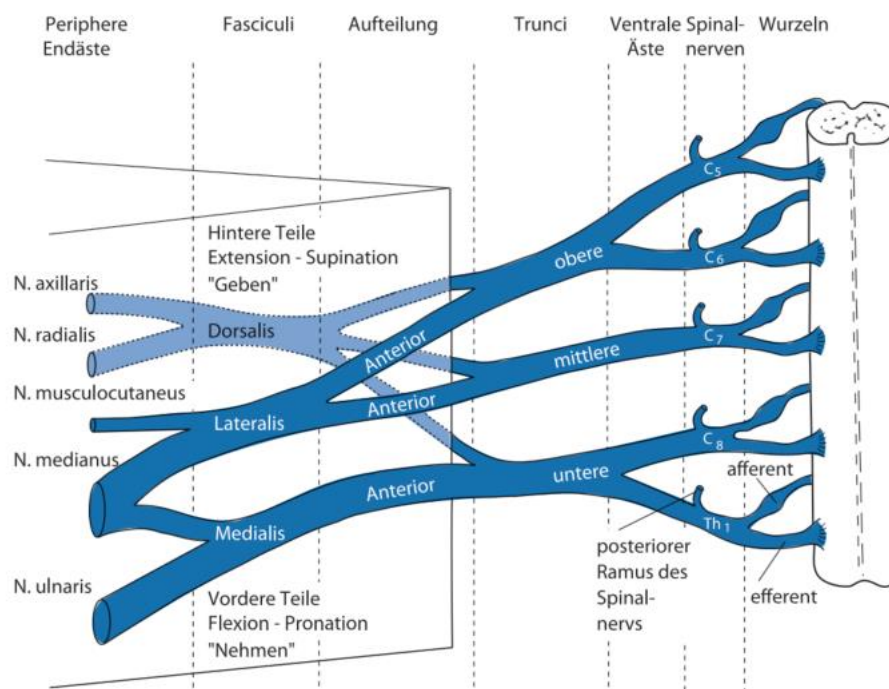 Periphere
Endäste
Fasciculi
Aufteilung
Trunci
Ventrale
Äste
Spinal-
nerven
Wurzeln
Hintere Teile
Extension - Supination
"Geben"
N. axillaris
N. radialis
N. musculocutaneus
N. medianus
N. ulnaris
Dorsalis
Lateralis
Medialis
Anterior
Anterior
Anterior
obere
mittlere
untere
C5
C6
C7
C8
Th1
afferent
efferent
posteriorer
Ramus des
Spinal-
nervs
Vordere Teile
Flexion - Pronation
"Nehmen"